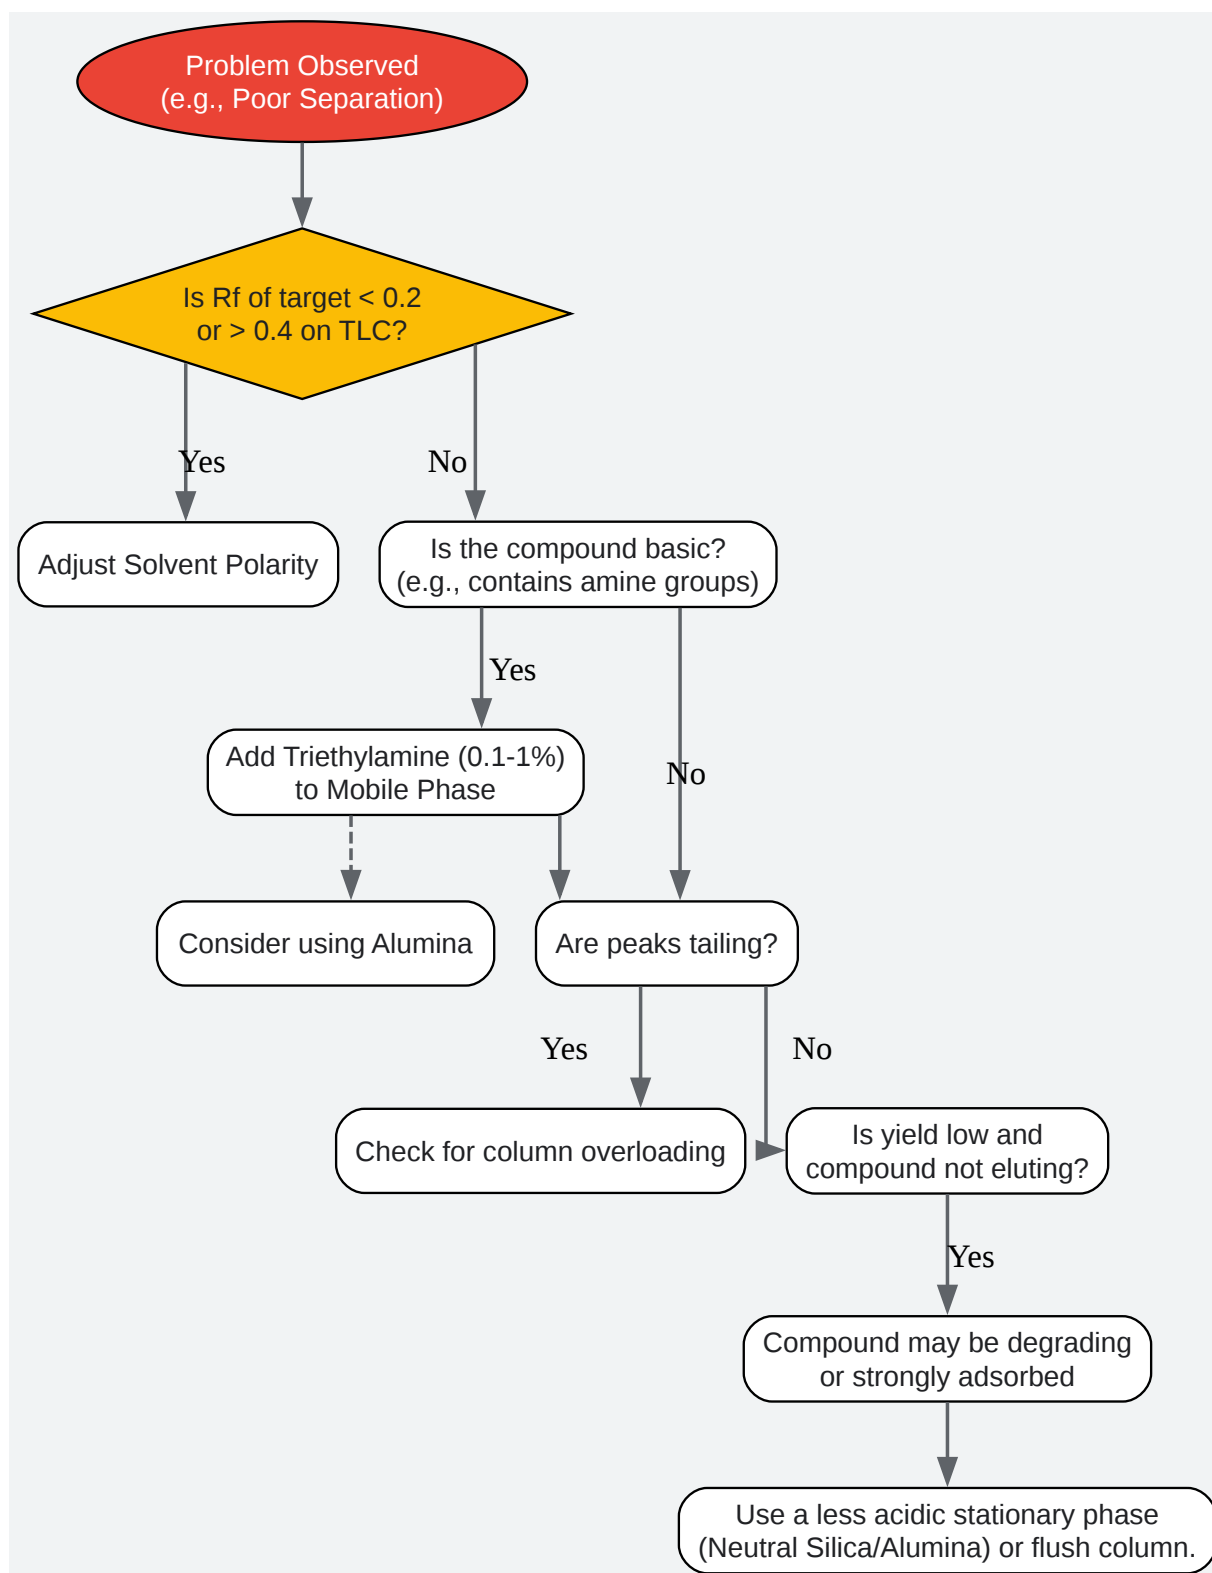 Problem Observed
(e.g., Poor Separation)
Is Rf of target < 0.2
or > 0.4 on TLC?
Yes
No
Adjust Solvent Polarity
Is the compound basic?
(e.g., contains amine groups)
Yes
Add Triethylamine (0.1-1%)
to Mobile Phase
No
Consider using Alumina
Are peaks tailing?
Yes
No
Check for column overloading
Is yield low and
compound not eluting?
Yes
Compound may be degrading
or strongly adsorbed
Use a less acidic stationary phase
(Neutral Silica/Alumina) or flush column.